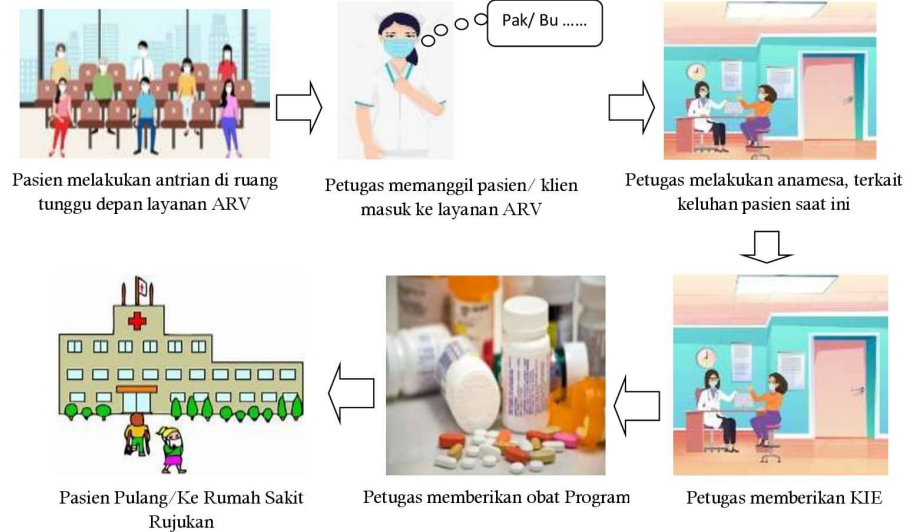 Pak/ Bu ......
Pasien melakukan antrian di ruang
tunggu depan layanan ARV
Petugas memanggil pasien/ klien
masuk ke layanan ARV
Petugas melakukan anamesa, terkait
keluhan pasien saat ini
Petugas memberikan KIE
Petugas memberikan obat Program
Pasien Pulang/Ke Rumah Sakit
Rujukan